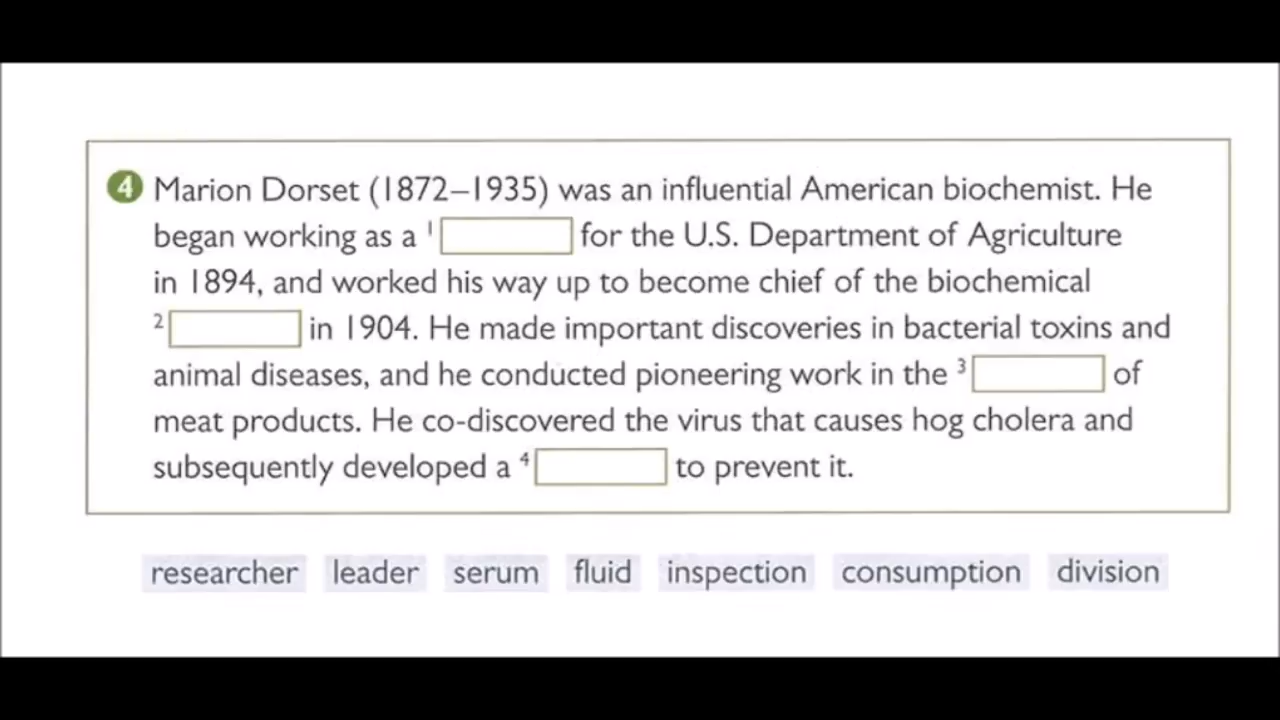 4 Marion Dorset (1872–1935) was an influential American biochemist. He
began working as a 1 for the U.S. Department of Agriculture
in 1894, and worked his way up to become chief of the biochemical
2 in 1904. He made important discoveries in bacterial toxins and
animal diseases, and he conducted pioneering work in the 3 of
meat products. He co-discovered the virus that causes hog cholera and
subsequently developed a 4 to prevent it.
researcher leader serum fluid inspection consumption division